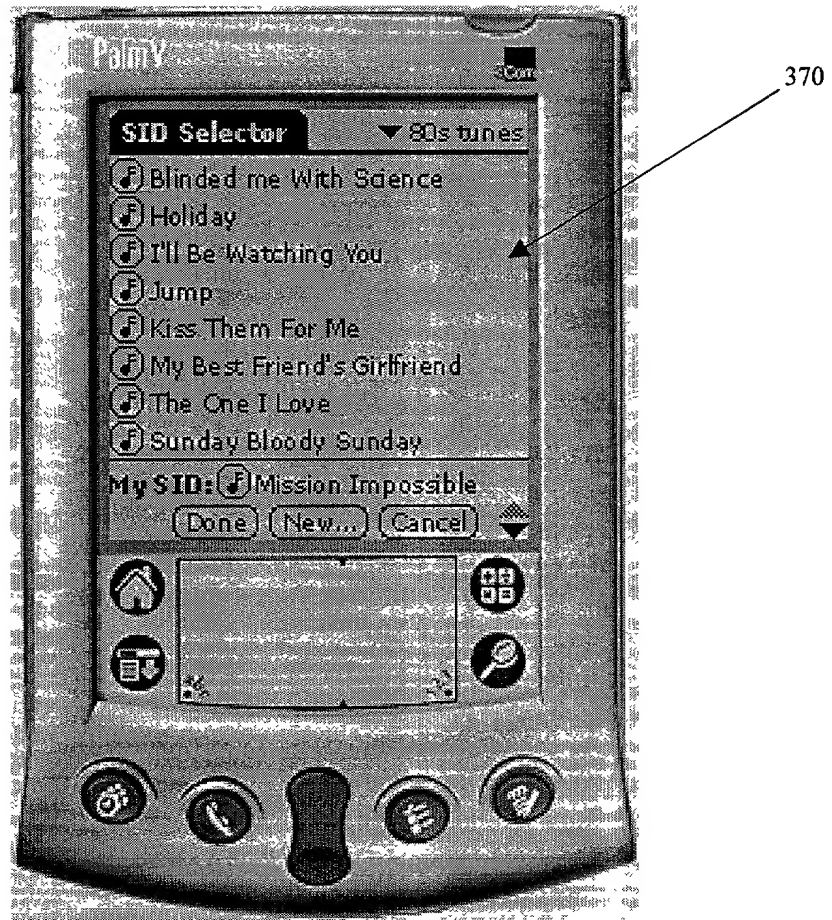 370
PalmV
3Com
SID Selector ▼ 80s tunes
Blinded me With Science
Holiday
I'll Be Watching You
Jump
Kiss Them For Me
My Best Friend's Girlfriend
The One I Love
Sunday Bloody Sunday
My SID: Mission Impossible
Done New... Cancel